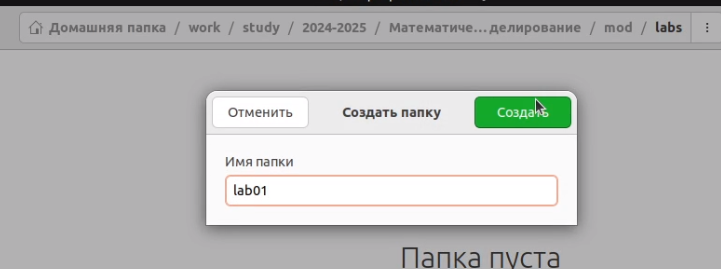 Домашняя папка / work / study / 2024-2025 / Математиче…делирование / mod / labs
Отменить Создать папку Создать
Имя папки
lab01
Папка пуста